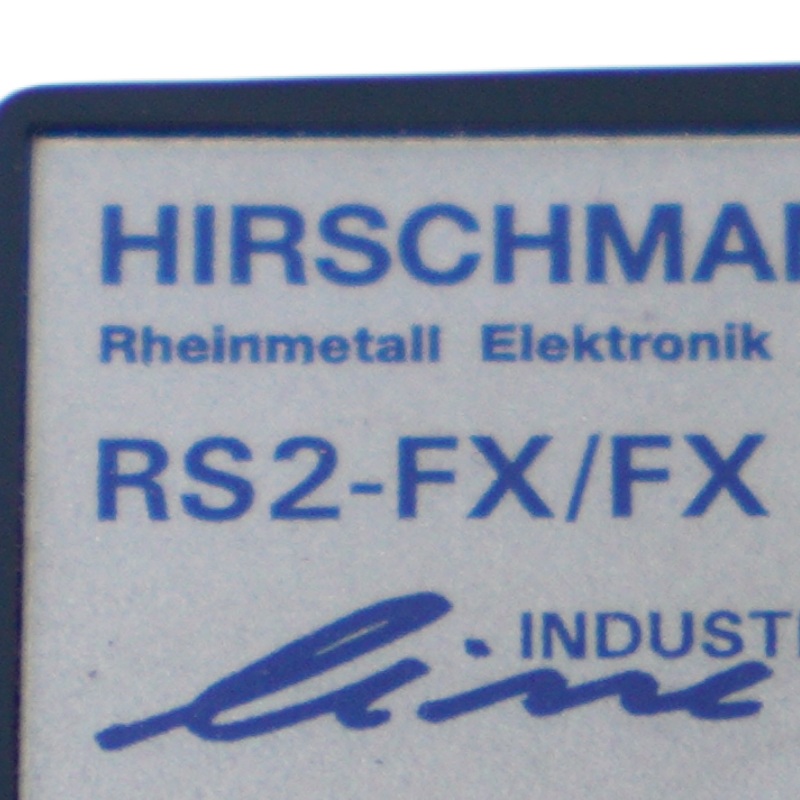 HIRSCHMA
Rheinmetall Elektronik
RS2-FX/FX
INDUST
line